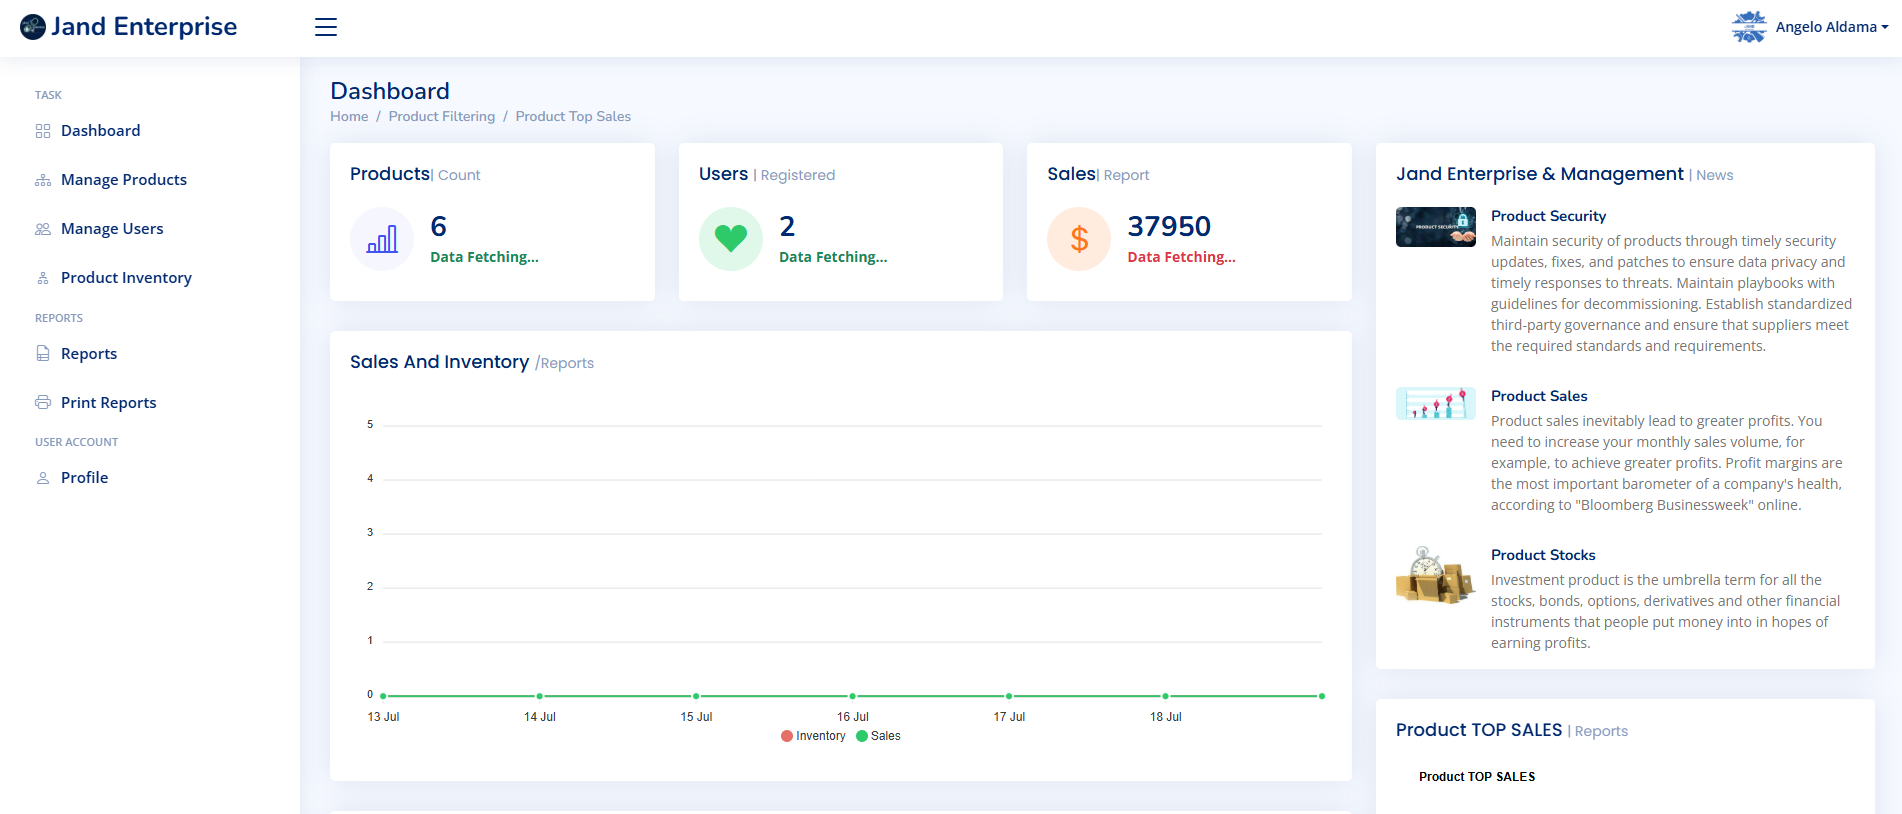 Jand Enterprise
Angelo Aldama
TASK
Dashboard
Manage Products
Manage Users
Product Inventory
REPORTS
Reports
Print Reports
USER ACCOUNT
Profile
Dashboard
Home / Product Filtering / Product Top Sales
Products| Count
6
Data Fetching...
Users | Registered
2
Data Fetching...
Sales| Report
37950
Data Fetching...
Sales And Inventory /Reports
5
4
3
2
1
0
13 Jul 14 Jul 15 Jul 16 Jul 17 Jul 18 Jul
Inventory Sales
Jand Enterprise & Management | News
PRODUCT SECURITY
Product Security
Maintain security of products through timely security
updates, fixes, and patches to ensure data privacy and
timely responses to threats. Maintain playbooks with
guidelines for decommissioning. Establish standardized
third-party governance and ensure that suppliers meet
the required standards and requirements.
Product Sales
Product sales inevitably lead to greater profits. You
need to increase your monthly sales volume, for
example, to achieve greater profits. Profit margins are
the most important barometer of a company's health,
according to "Bloomberg Businessweek" online.
Product Stocks
Investment product is the umbrella term for all the
stocks, bonds, options, derivatives and other financial
instruments that people put money into in hopes of
earning profits.
Product TOP SALES | Reports
Product TOP SALES